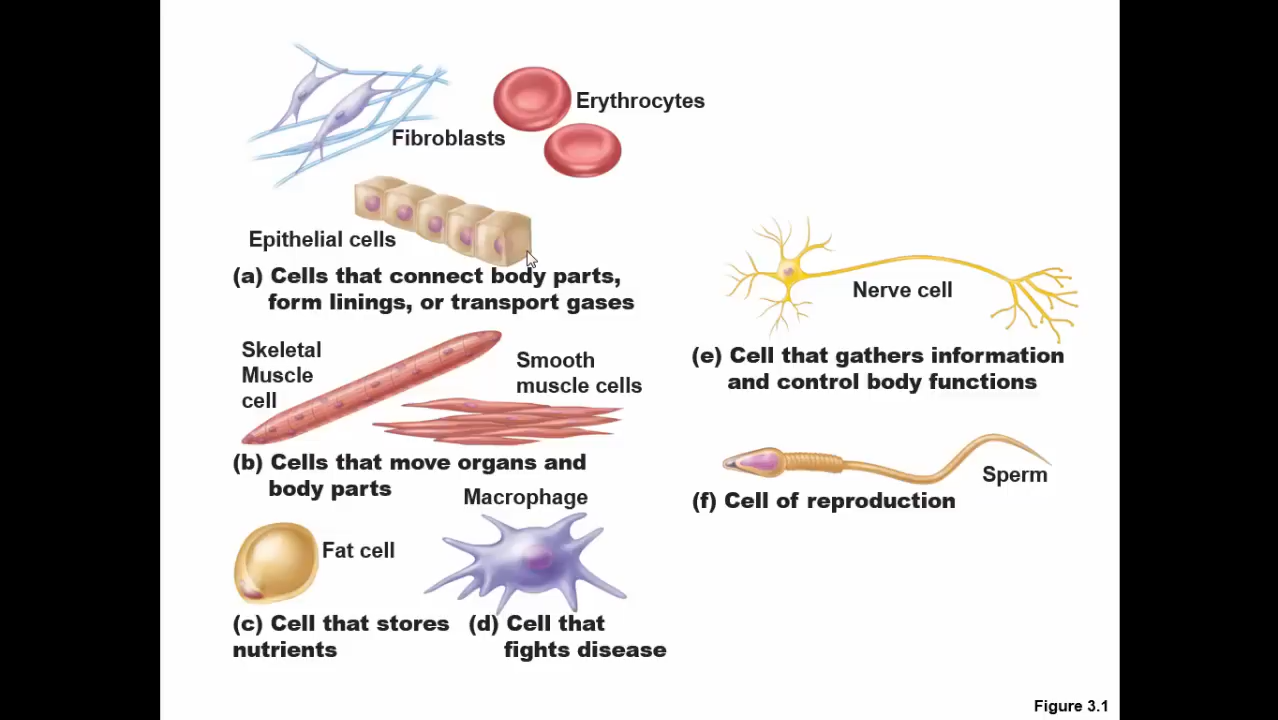 Erythrocytes
Fibroblasts
Epithelial cells
(a) Cells that connect body parts,
form linings, or transport gases
Skeletal
Muscle
cell
Smooth
muscle cells
(b) Cells that move organs and
body parts
Fat cell
(c) Cell that stores
nutrients
Macrophage
(d) Cell that
fights disease
Nerve cell
(e) Cell that gathers information
and control body functions
Sperm
(f) Cell of reproduction
Figure 3.1